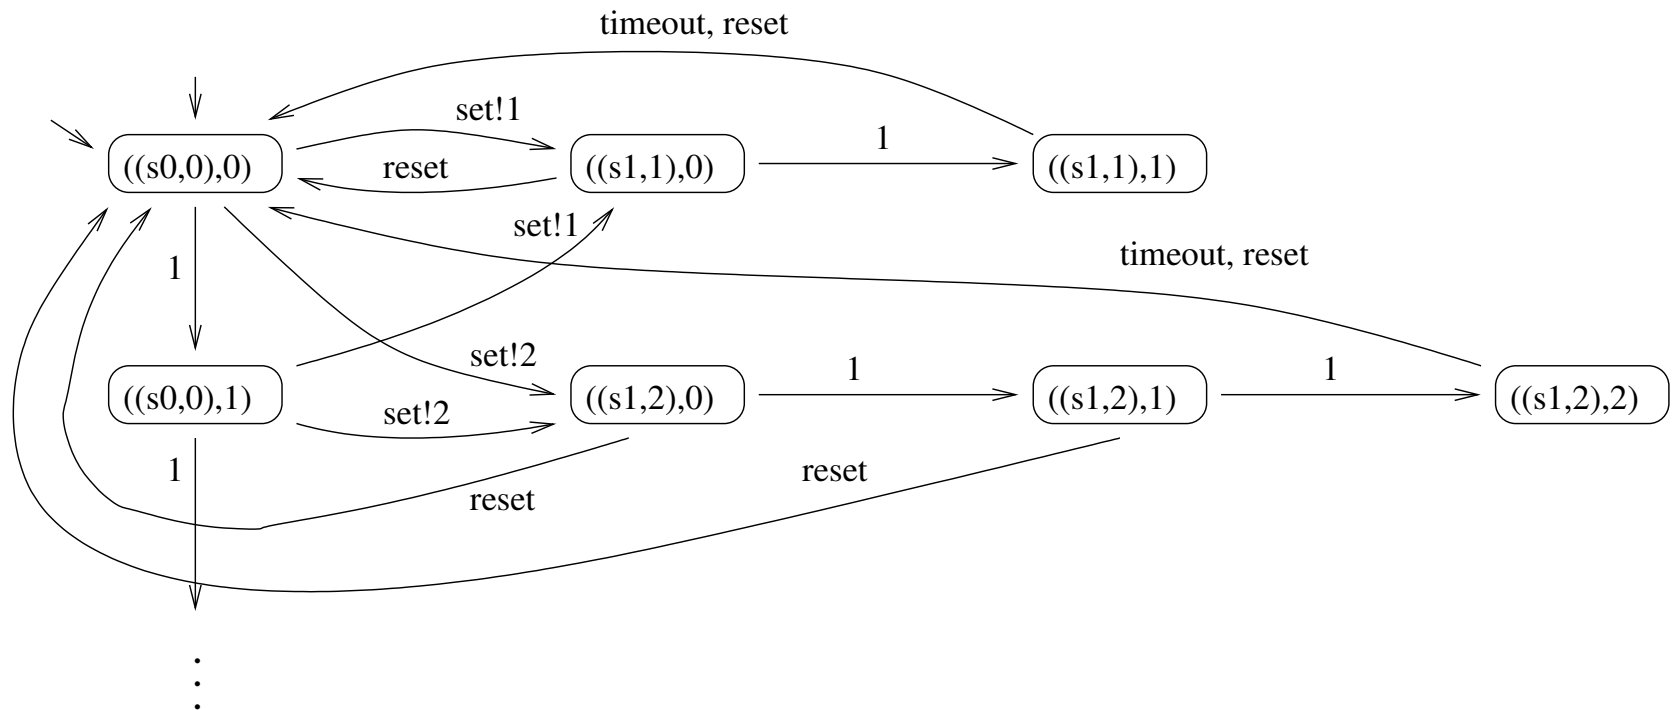 timeout, reset
set!1
((s0,0),0)
reset
((s1,1),0)
1
((s1,1),1)
set!1
1
timeout, reset
set!2
1
1
((s0,0),1)
set!2
((s1,2),0)
((s1,2),1)
((s1,2),2)
1
reset
reset